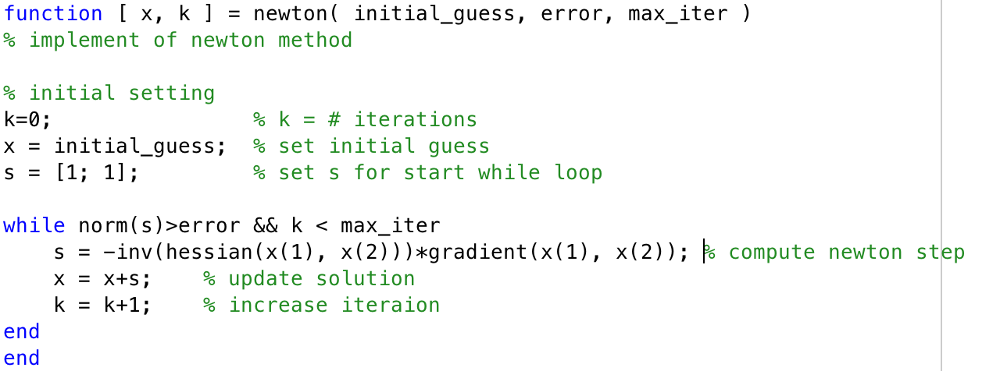 function [ x, k ] = newton( initial_guess, error, max_iter )
% implement of newton method
% initial setting
k=0;                % k = # iterations
x = initial_guess;  % set initial guess
s = [1; 1];         % set s for start while loop
while norm(s)>error && k < max_iter
    s = -inv(hessian(x(1), x(2)))*gradient(x(1), x(2)); % compute newton step
    x = x+s;    % update solution
    k = k+1;    % increase iteraion
end
end